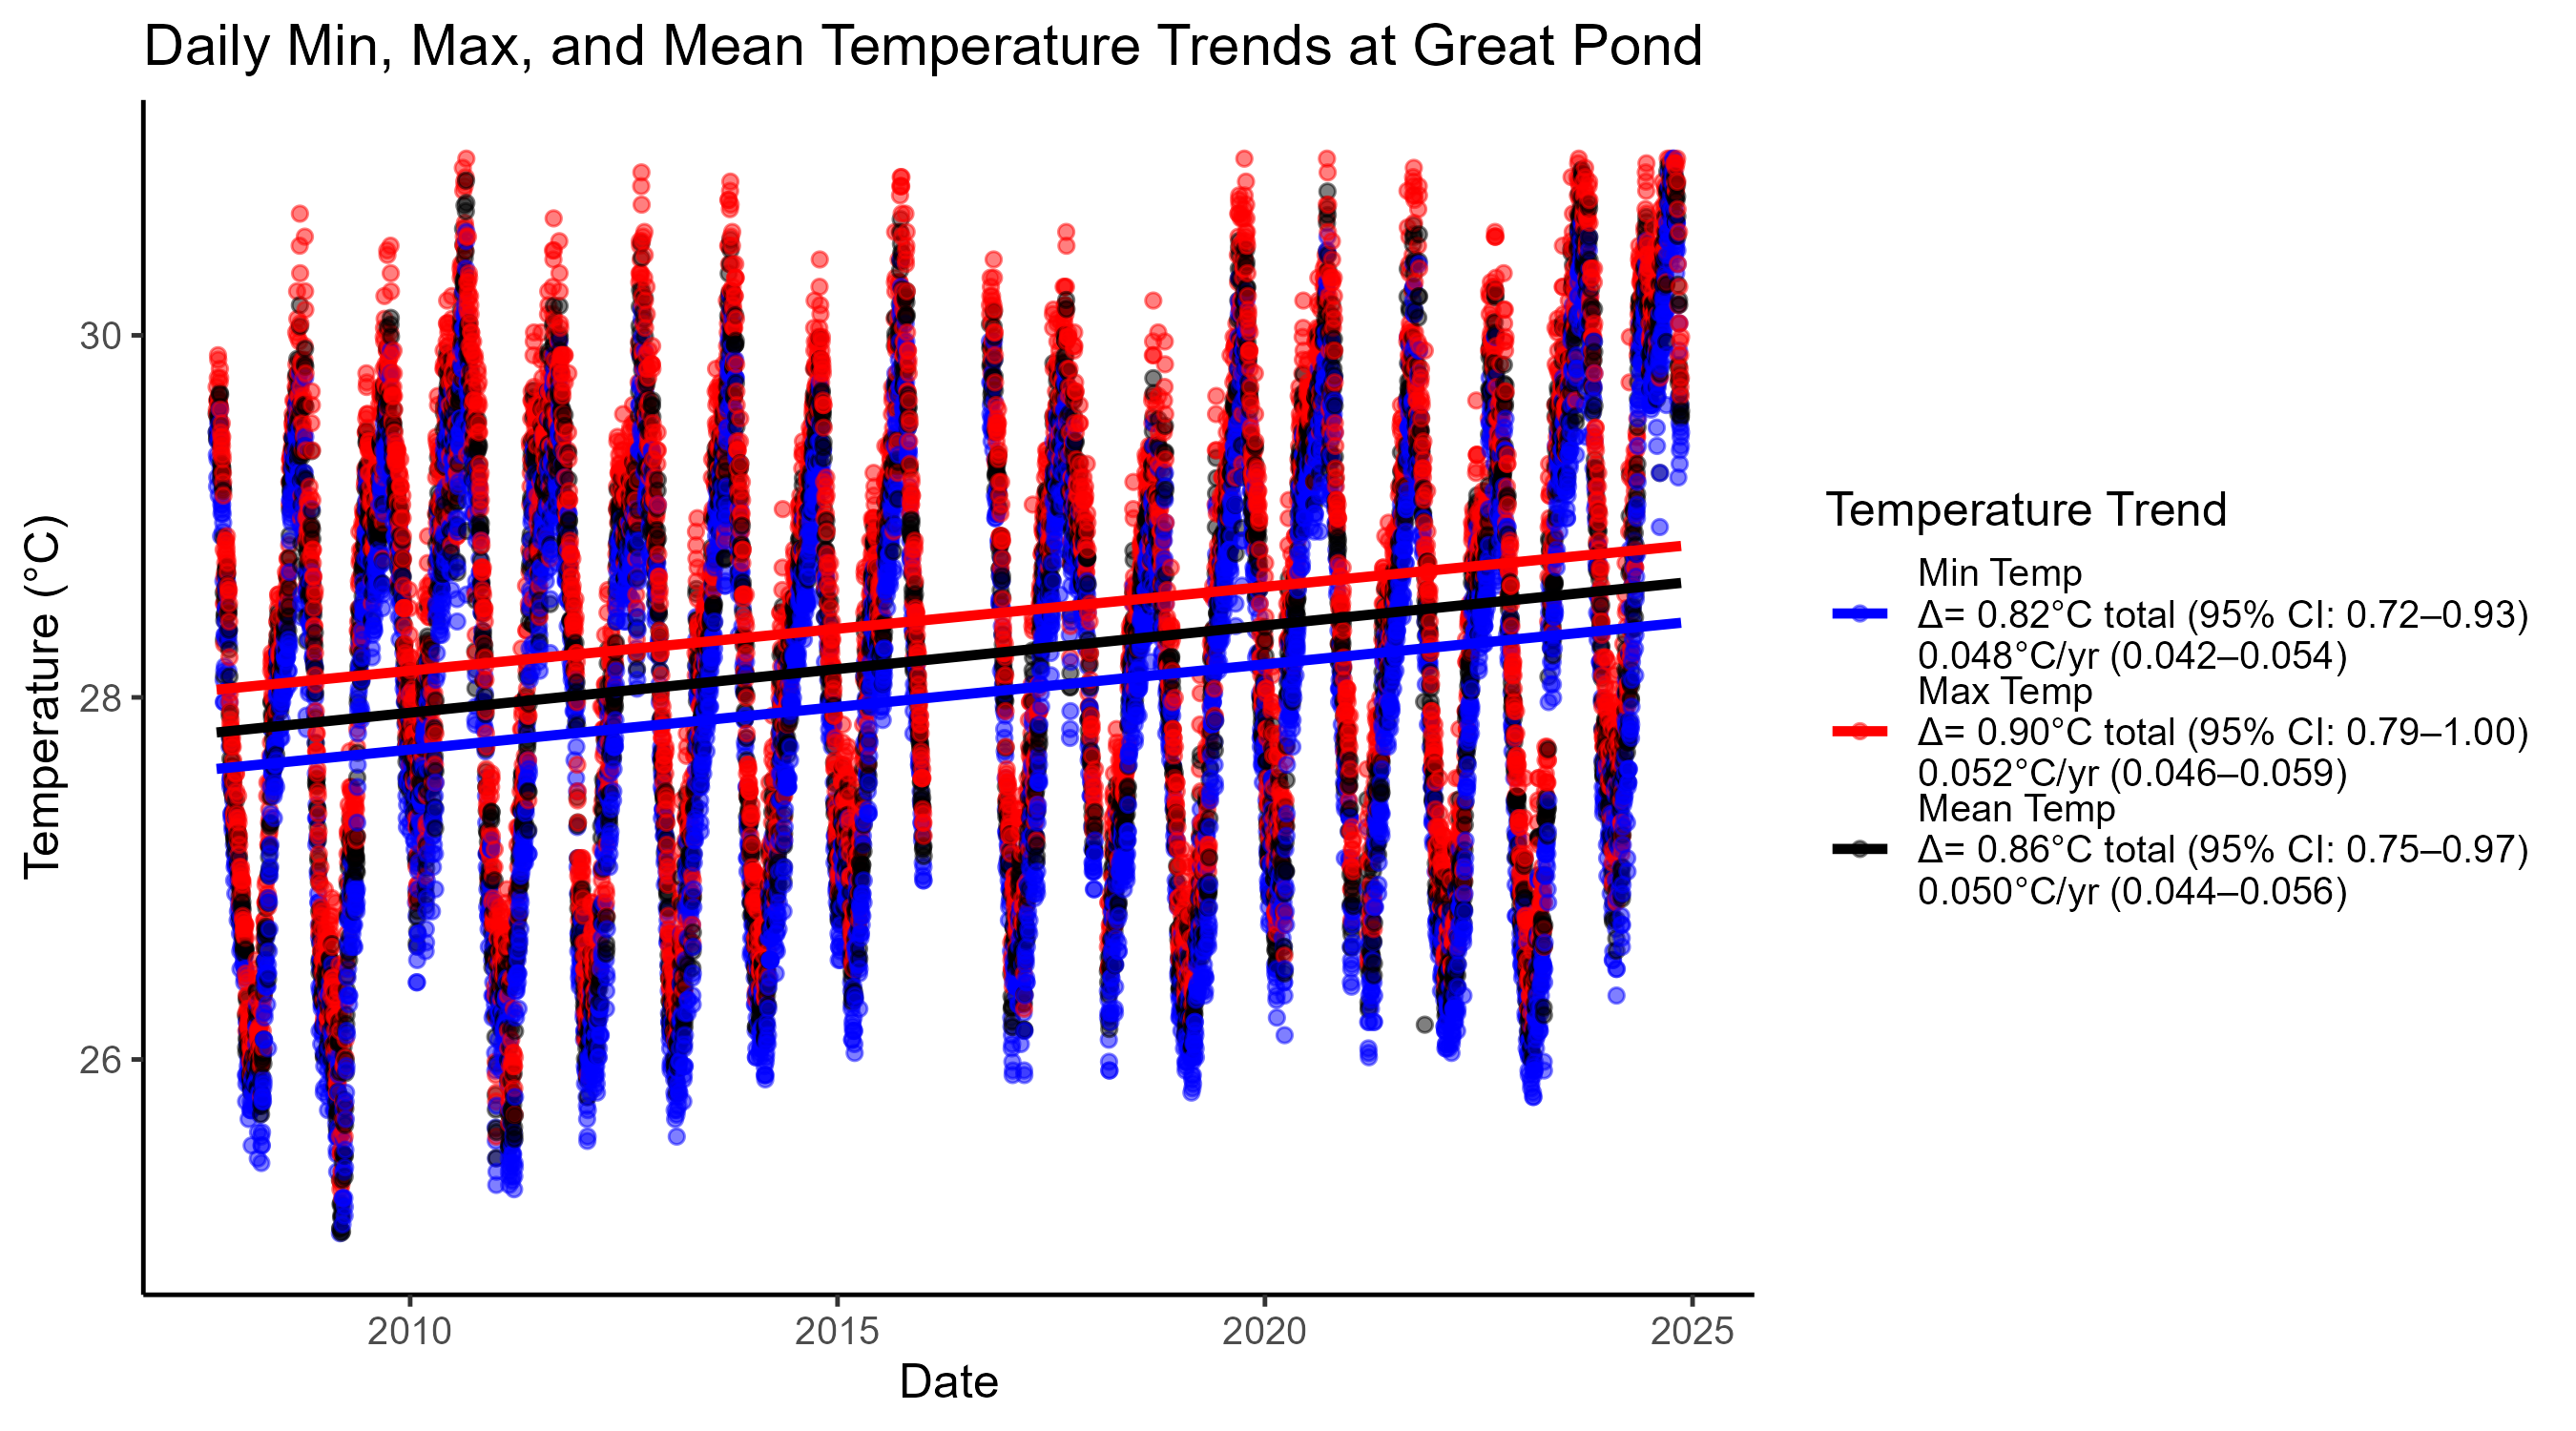 Daily Min, Max, and Mean Temperature Trends at Great Pond
Temperature (°C)
30
28
26
2010
2015
2020
2025
Date
Temperature Trend
Min Temp
Δ= 0.82°C total (95% CI: 0.72–0.93)
0.048°C/yr (0.042–0.054)
Max Temp
Δ= 0.90°C total (95% CI: 0.79–1.00)
0.052°C/yr (0.046–0.059)
Mean Temp
Δ= 0.86°C total (95% CI: 0.75–0.97)
0.050°C/yr (0.044–0.056)